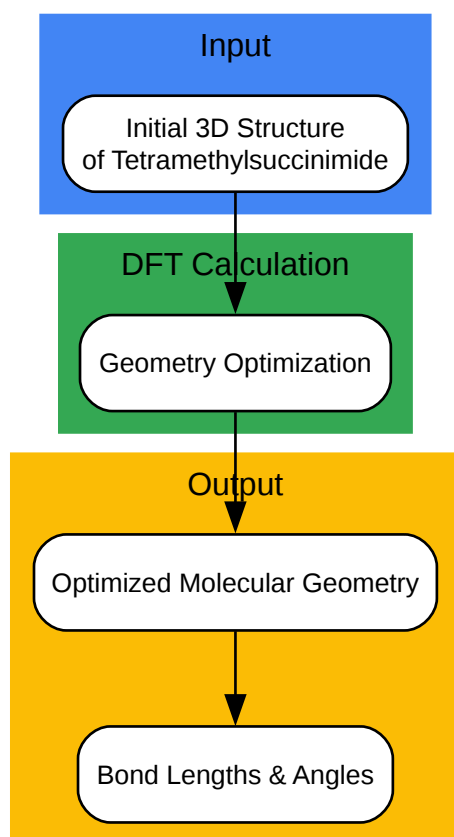 Input
Initial 3D Structure
of Tetramethylsuccinimide
DFT Calculation
Geometry Optimization
Output
Optimized Molecular Geometry
Bond Lengths & Angles